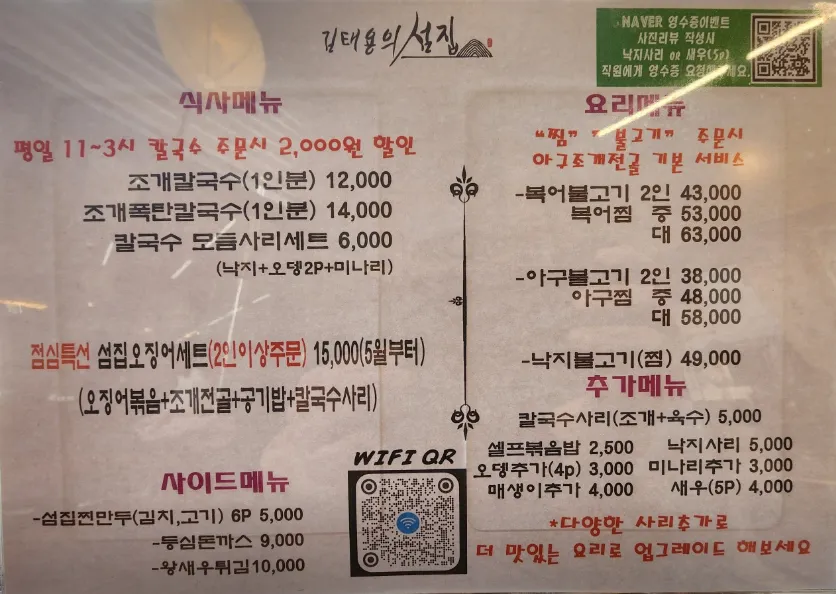 김태용의 섬집
NAVER 영수증이벤트
사진리뷰 작성시
낙지사리 or 새우(5p)
직원에게 영수증 요청해주세요.
식사메뉴
평일 11~3시 칼국수 주문시 2,000원 할인
조개칼국수(1인분) 12,000
조개폭탄칼국수(1인분) 14,000
칼국수 모듬사리세트 6,000
(낙지+오뎅2P+미나리)
점심특선 섬집오징어세트(2인이상주문) 15,000(5월부터)
(오징어볶음+조개전골+공기밥+칼국수사리)
사이드메뉴
-섬집찐만두(김치,고기) 6P 5,000
-등심돈까스 9,000
-왕새우튀김10,000
WIFI QR
요리메뉴
"찜" "불고기" 주문시
아구조개전골 기본 서비스
-복어불고기 2인 43,000
복어찜 중 53,000
대 63,000
-아구불고기 2인 38,000
아구찜 중 48,000
대 58,000
-낙지불고기(찜) 49,000
추가메뉴
칼국수사리(조개+육수) 5,000
셀프볶음밥 2,500 낙지사리 5,000
오뎅추가(4p) 3,000 미나리추가 3,000
매생이추가 4,000 새우(5P) 4,000
*다양한 사리추가로
더 맛있는 요리로 업그레이드 해보세요